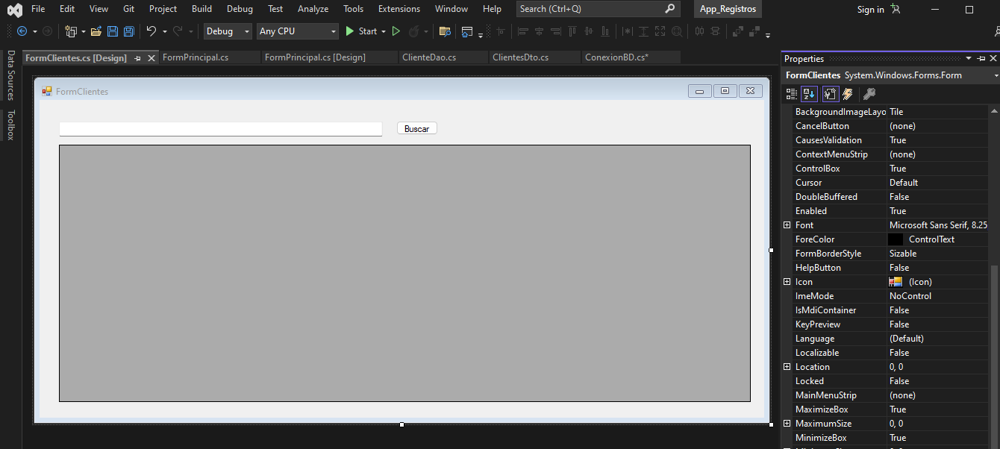 File Edit View Git Project Build Debug Test Analyze Tools Extensions Window Help Search (Ctrl+Q) App_Registros Sign in
Debug Any CPU Start
Data Sources
Toolbox
FormClientes.cs [Design] FormPrincipal.cs FormPrincipal.cs [Design] ClienteDao.cs ClientesDto.cs ConexionBD.cs*
FormClientes
Buscar
Properties
FormClientes System.Windows.Forms.Form
BackgroundImageLayo Tile
CancelButton (none)
CausesValidation True
ContextMenuStrip (none)
ControlBox True
Cursor Default
DoubleBuffered False
Enabled True
Font Microsoft Sans Serif, 8.25
ForeColor ControlText
FormBorderStyle Sizable
HelpButton False
Icon (Icon)
ImeMode NoControl
IsMdiContainer False
KeyPreview False
Language (Default)
Localizable False
Location 0, 0
Locked False
MainMenuStrip (none)
MaximizeBox True
MaximumSize 0, 0
MinimizeBox True